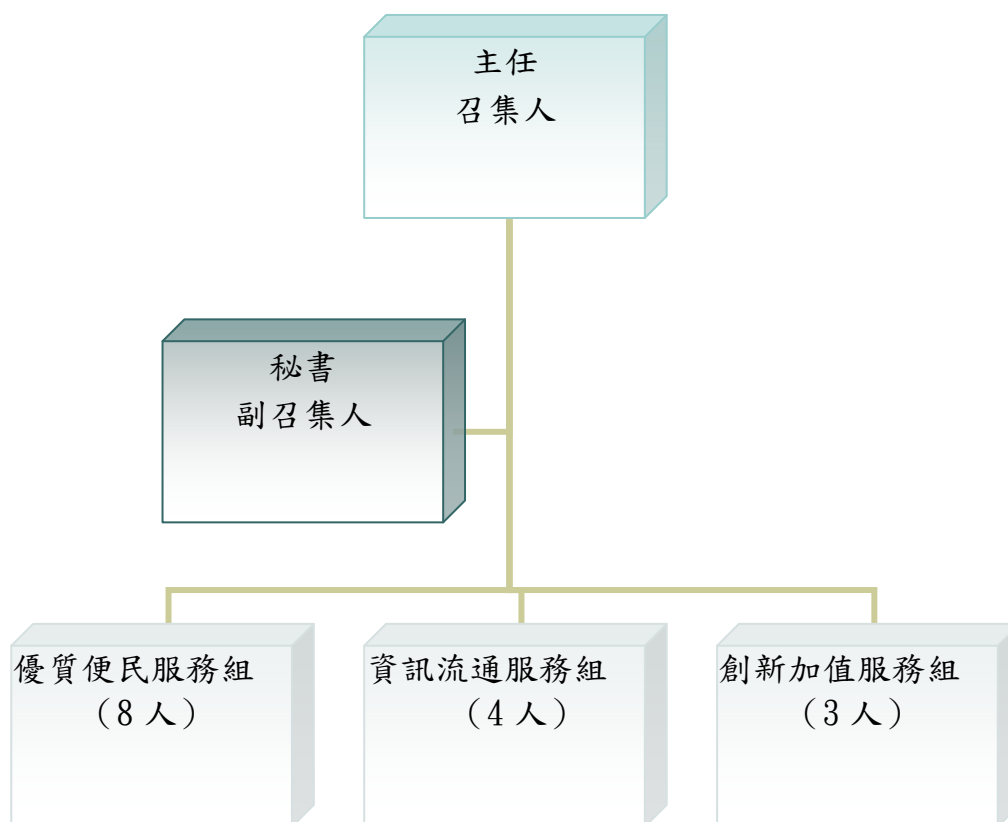 主任
召集人
秘書
副召集人
優質便民服務組
（8 人）
資訊流通服務組
（4 人）
創新加值服務組
（3 人）